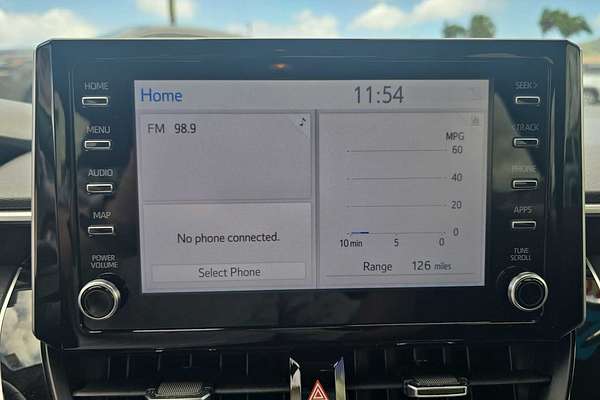 HOME
MENU
AUDIO
MAP
POWER
VOLUME
Home
11:54
FM 98.9
No phone connected.
Select Phone
MPG
60
40
20
0
10 min 5 0
Range 126 miles
SEEK >
< TRACK
PHONE
APPS
TUNE
SCROLL